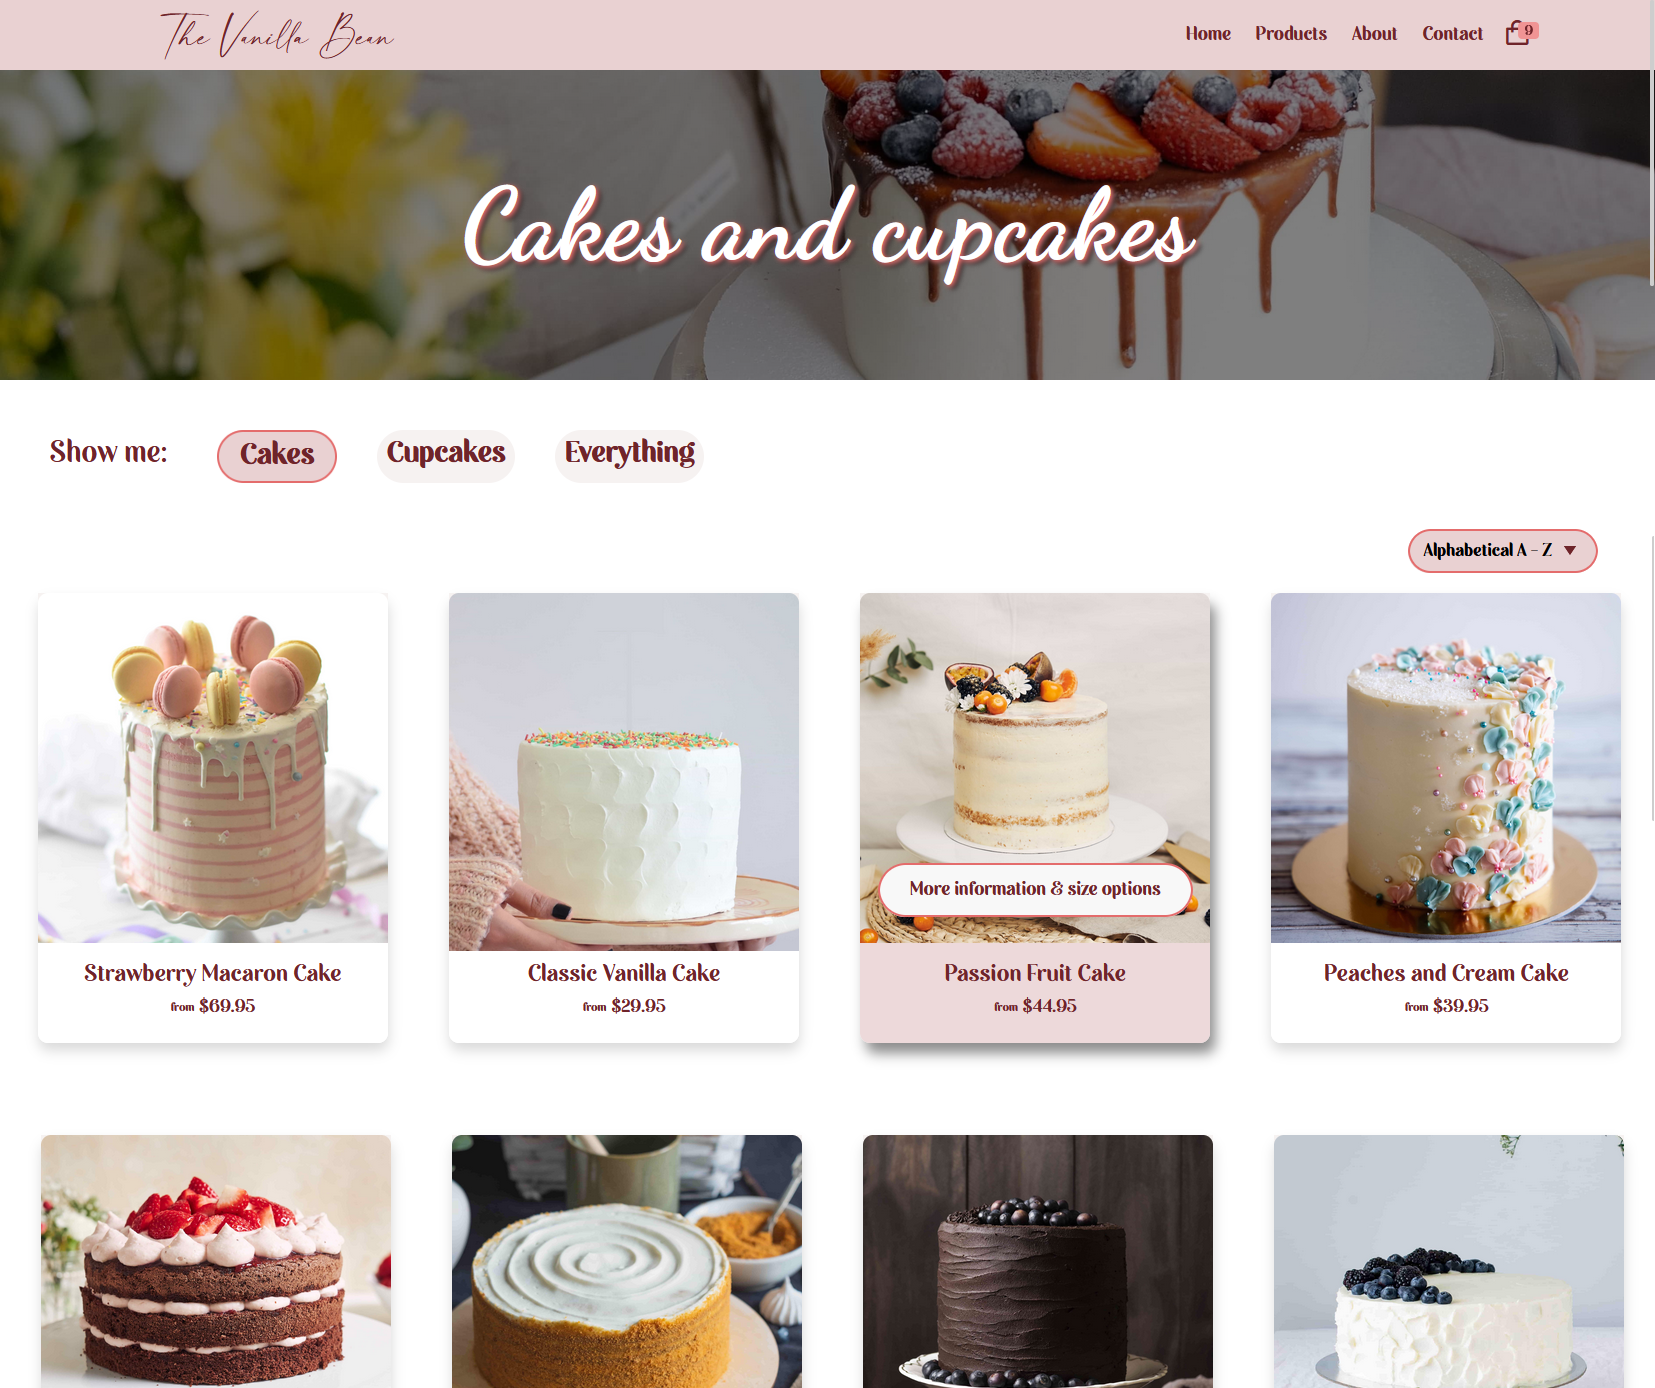 The Vanilla Bean
Home Products About Contact 9
Cakes and cupcakes
Show me: Cakes Cupcakes Everything
Alphabetical A - Z
More information & size options
Strawberry Macaron Cake
from $69.95
Classic Vanilla Cake
from $29.95
Passion Fruit Cake
from $44.95
Peaches and Cream Cake
from $39.95